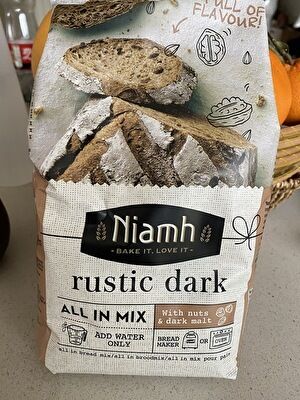 FULL OF
FLAVOUR!
Niamh
- BAKE IT. LOVE IT -
rustic dark
ALL IN MIX
With nuts
& dark malt
ADD WATER
ONLY
BREAD
MAKER
OR
OVEN
all in bread mix/all in broodmix/all in mix pour pain